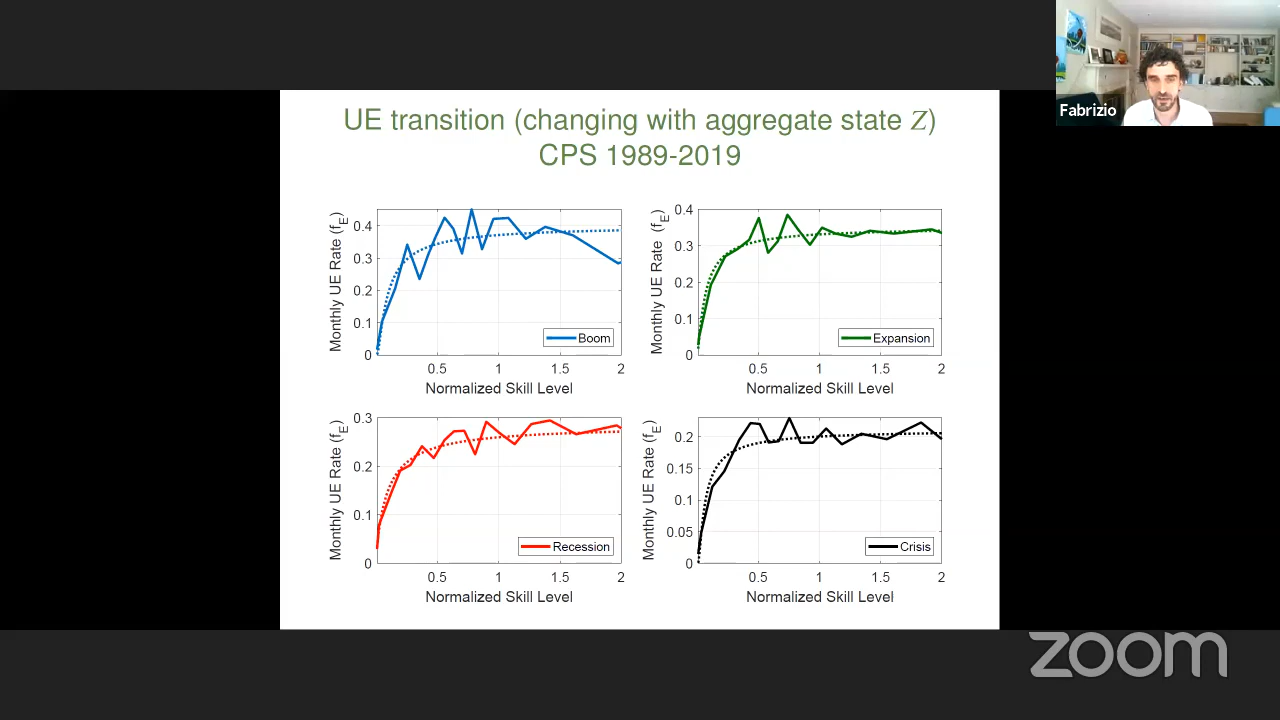 Fabrizio
UE transition (changing with aggregate state Z)
CPS 1989-2019
Monthly UE Rate (f_E)
0.4
0.3
0.2
0.1
0
0.5
1
1.5
2
Normalized Skill Level
Boom
Monthly UE Rate (f_E)
0.4
0.3
0.2
0.1
0
0.5
1
1.5
2
Normalized Skill Level
Expansion
Monthly UE Rate (f_E)
0.3
0.2
0.1
0
0.5
1
1.5
2
Normalized Skill Level
Recession
Monthly UE Rate (f_E)
0.2
0.15
0.1
0.05
0
0.5
1
1.5
2
Normalized Skill Level
Crisis
zoom